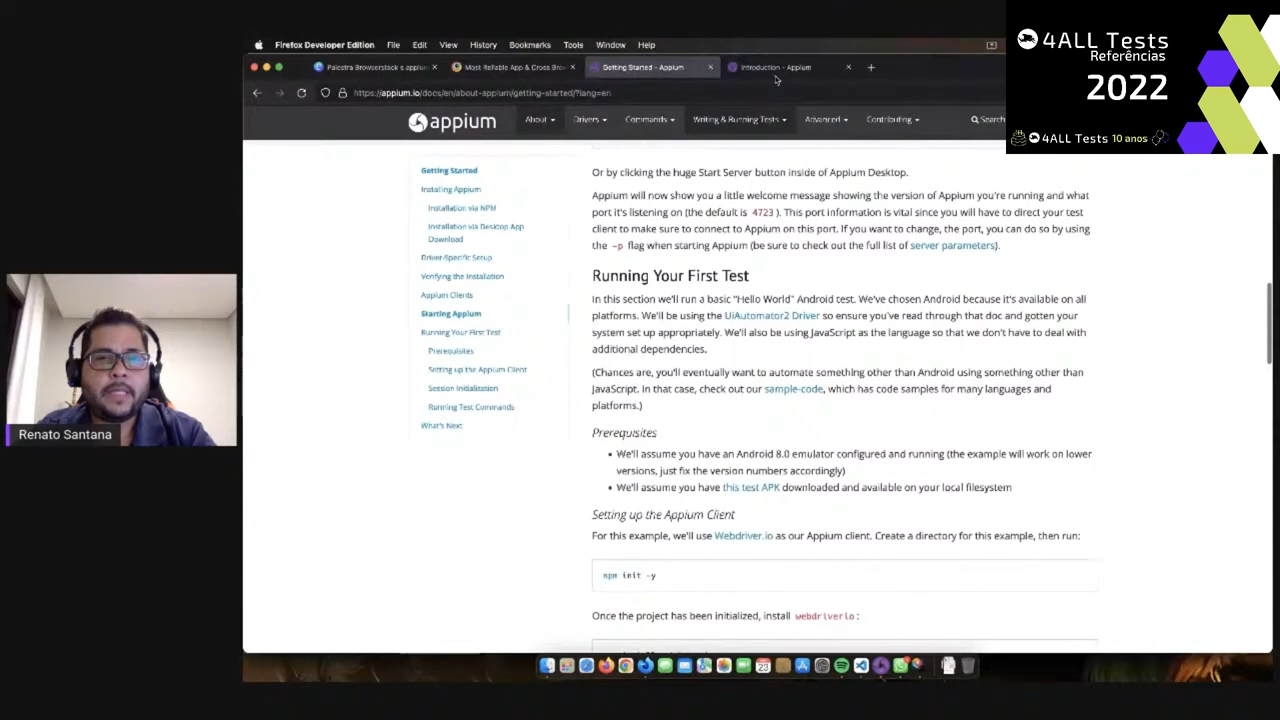 Firefox Developer Edition File Edit View History Bookmarks Tools Window Help
Palestra Browserstack e appium
Most Reliable App & Cross Brow
Getting Started - Appium
Introduction - Appium
https://appium.io/docs/en/about-appium/getting-started/?lang=en
4ALL Tests
Referências
2022
4ALL Tests 10 anos
appium
About Drivers Commands Writing & Running Tests Advanced Contributing Search
Getting Started
Installing Appium
Installation via NPM
Installation via Desktop App
Download
Driver-Specific Setup
Verifying the Installation
Appium Clients
Starting Appium
Running Your First Test
Prerequisites
Setting up the Appium Client
Session Initialization
Running Test Commands
What's Next
Or by clicking the huge Start Server button inside of Appium Desktop.
Appium will now show you a little welcome message showing the version of Appium you're running and what
port it's listening on (the default is 4723 ). This port information is vital since you will have to direct your test
client to make sure to connect to Appium on this port. If you want to change, the port, you can do so by using
the -p flag when starting Appium (be sure to check out the full list of server parameters).
Running Your First Test
In this section we'll run a basic "Hello World" Android test. We've chosen Android because it's available on all
platforms. We'll be using the UiAutomator2 Driver so ensure you've read through that doc and gotten your
system set up appropriately. We'll also be using JavaScript as the language so that we don't have to deal with
additional dependencies.
(Chances are, you'll eventually want to automate something other than Android using something other than
JavaScript. In that case, check out our sample-code, which has code samples for many languages and
platforms.)
Prerequisites
We'll assume you have an Android 8.0 emulator configured and running (the example will work on lower
versions, just fix the version numbers accordingly)
We'll assume you have this test APK downloaded and available on your local filesystem
Setting up the Appium Client
For this example, we'll use Webdriver.io as our Appium client. Create a directory for this example, then run:
npm init -y
Once the project has been initialized, install webdriverio :
Renato Santana
23